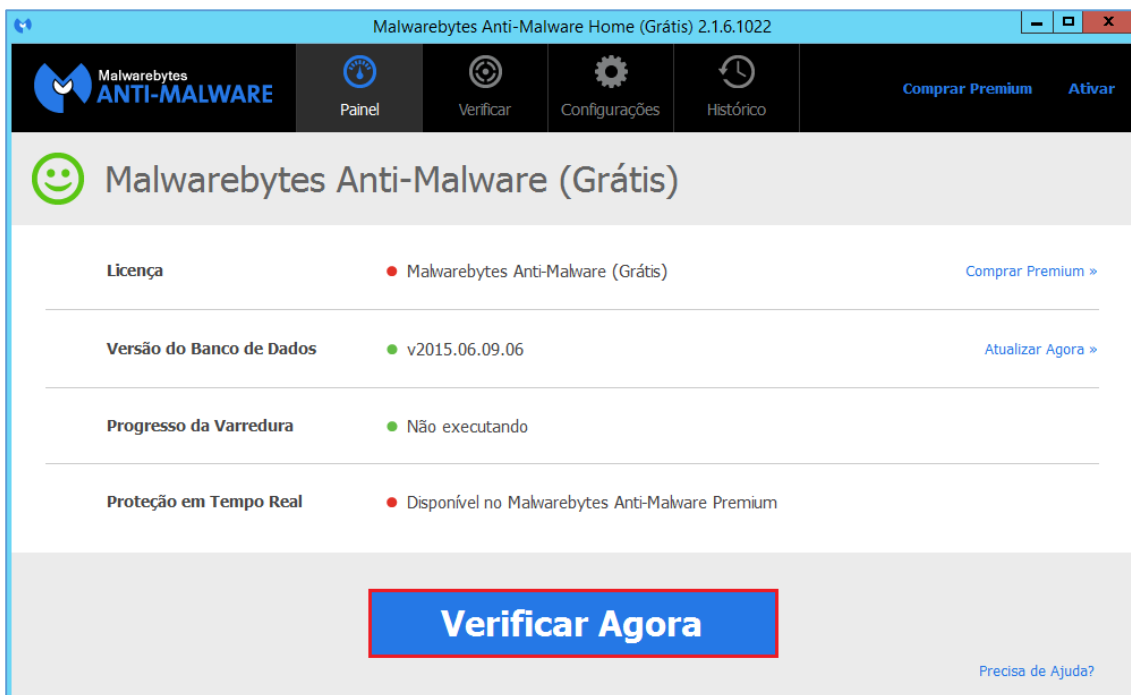 Malwarebytes Anti-Malware Home (Grátis) 2.1.6.1022
Malwarebytes
ANTI-MALWARE
Painel
Verificar
Configurações
Histórico
Comprar Premium
Ativar
Malwarebytes Anti-Malware (Grátis)
Licença
Malwarebytes Anti-Malware (Grátis)
Comprar Premium »
Versão do Banco de Dados
v2015.06.09.06
Atualizar Agora »
Progresso da Varredura
Não executando
Proteção em Tempo Real
Disponível no Malwarebytes Anti-Malware Premium
Verificar Agora
Precisa de Ajuda?